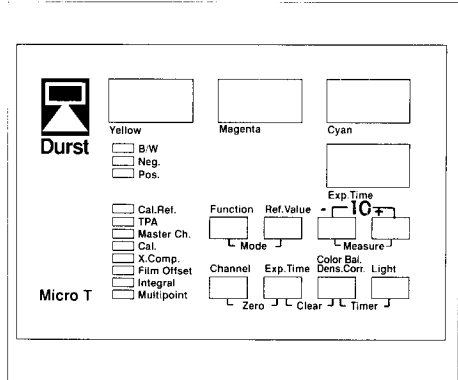 Yellow Magenta Cyan
Durst
B/W
Neg.
Pos.
Exp.Time
Cal.Ref.
TPA
Master Ch.
Cal.
X.Comp.
Film Offset
Integral
Multipoint
Function Ref.Value - 10 +
Mode Measure
Channel Exp.Time Color Bal. Dens.Corr. Light
Zero Clear Timer
Micro T